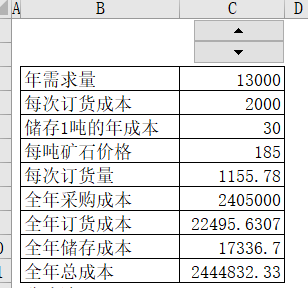 A B C D
年需求量 13000
每次订货成本 2000
储存1吨的年成本 30
每吨矿石价格 185
每次订货量 1155.78
全年采购成本 2405000
全年订货成本 22495.6307
全年储存成本 17336.7
全年总成本 2444832.33